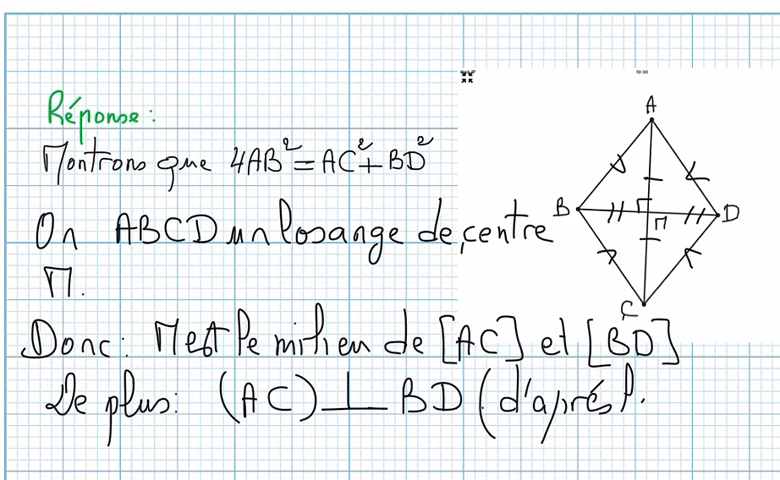 Réponse:
Montrons que 4AB² = AC² + BD²
On ABCD un losange de centre
M.
Donc: M est le milieu de [AC] et [BD]
De plus: (AC) ⊥ BD (d'aprés l.
A
B
M
D
C